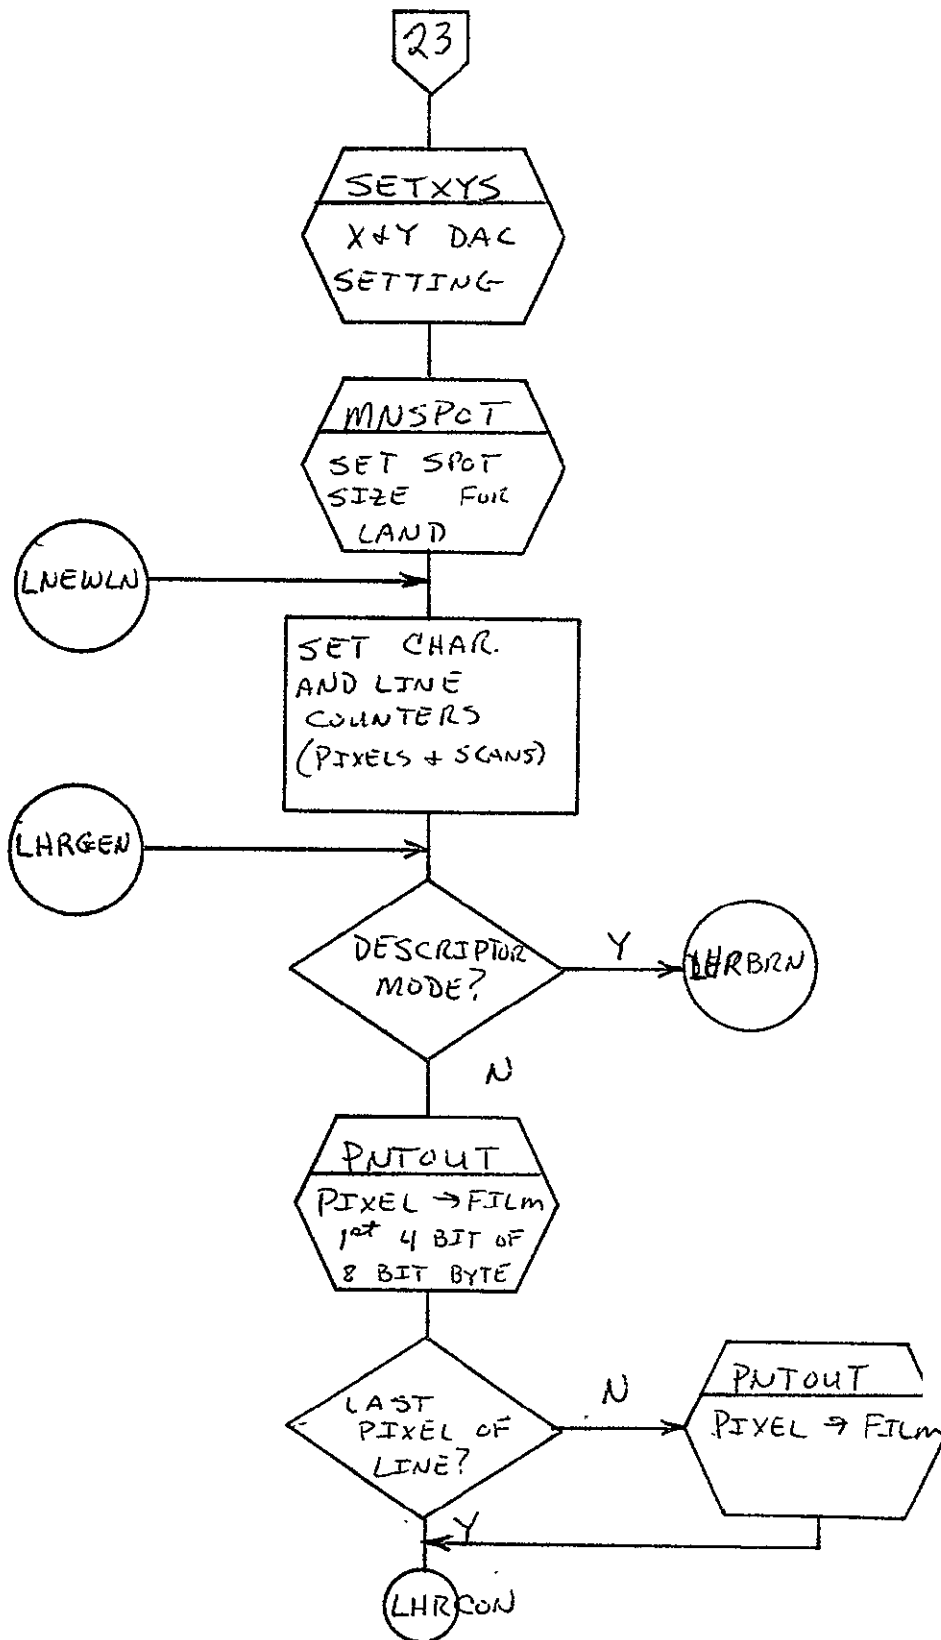 23
SETXYS
X & Y DAC
SETTING
MNSPOT
SET SPOT
SIZE FOR
LAND
LNEWLN
SET CHAR.
AND LINE
COUNTERS
(PIXELS + SCANS)
LHRGEN
DESCRIPTOR
MODE?
Y
LHRBRN
N
PNTOUT
PIXEL → FILM
1st 4 BIT OF
8 BIT BYTE
LAST
PIXEL OF
LINE?
N
PNTOUT
PIXEL → FILM
Y
LHRCON